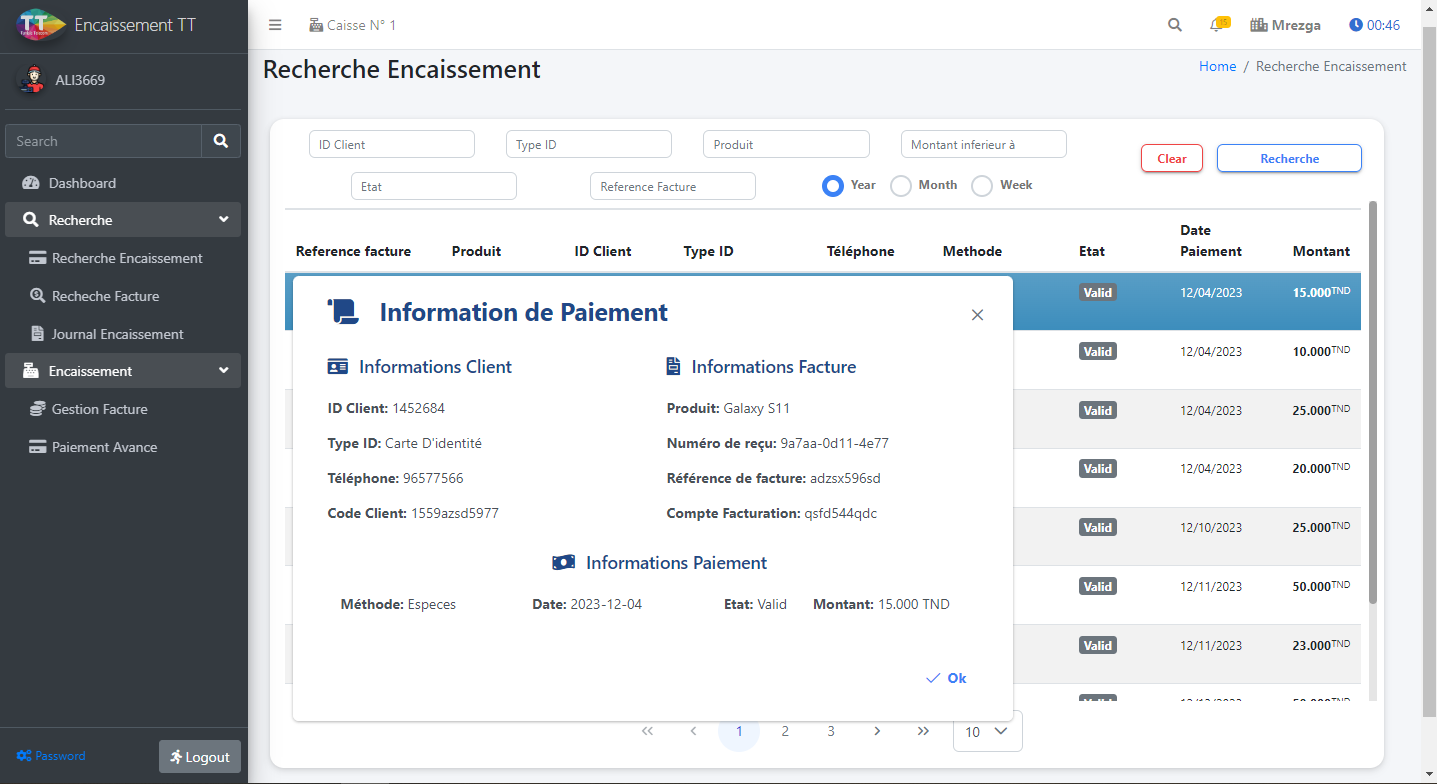 TT
Encaissement TT
Caisse N° 1
15
Mrezga
00:46
ALI3669
Search
Dashboard
Recherche
Recherche Encaissement
Recheche Facture
Journal Encaissement
Encaissement
Gestion Facture
Paiement Avance
Password
Logout
Recherche Encaissement
Home / Recherche Encaissement
ID Client
Type ID
Produit
Montant inferieur à
Clear
Recherche
Etat
Reference Facture
Year
Month
Week
Reference facture
Produit
ID Client
Type ID
Téléphone
Methode
Etat
Date
Paiement
Montant
Valid 12/04/2023 15.000TND
Valid 12/04/2023 10.000TND
Valid 12/04/2023 25.000TND
Valid 12/04/2023 20.000TND
Valid 12/10/2023 25.000TND
Valid 12/11/2023 50.000TND
Valid 12/11/2023 23.000TND
Information de Paiement
Informations Client
ID Client: 1452684
Type ID: Carte D'identité
Téléphone: 96577566
Code Client: 1559azsd5977
Informations Facture
Produit: Galaxy S11
Numéro de reçu: 9a7aa-0d11-4e77
Référence de facture: adzsx596sd
Compte Facturation: qsfd544qdc
Informations Paiement
Méthode: Especes
Date: 2023-12-04
Etat: Valid
Montant: 15.000 TND
Ok
1 2 3
10